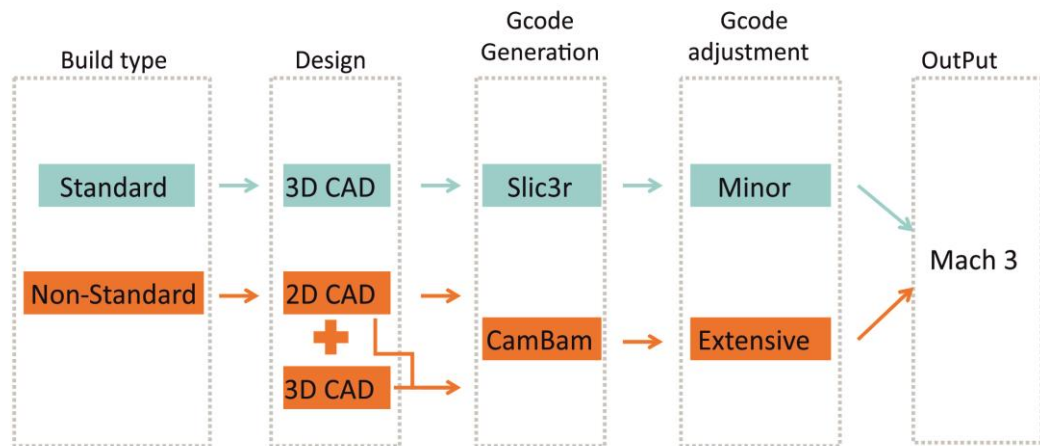 Build type
Design
Gcode
Generation
Gcode
adjustment
OutPut
Standard
3D CAD
Slic3r
Minor
Non-Standard
2D CAD
Mach 3
CamBam
Extensive
3D CAD